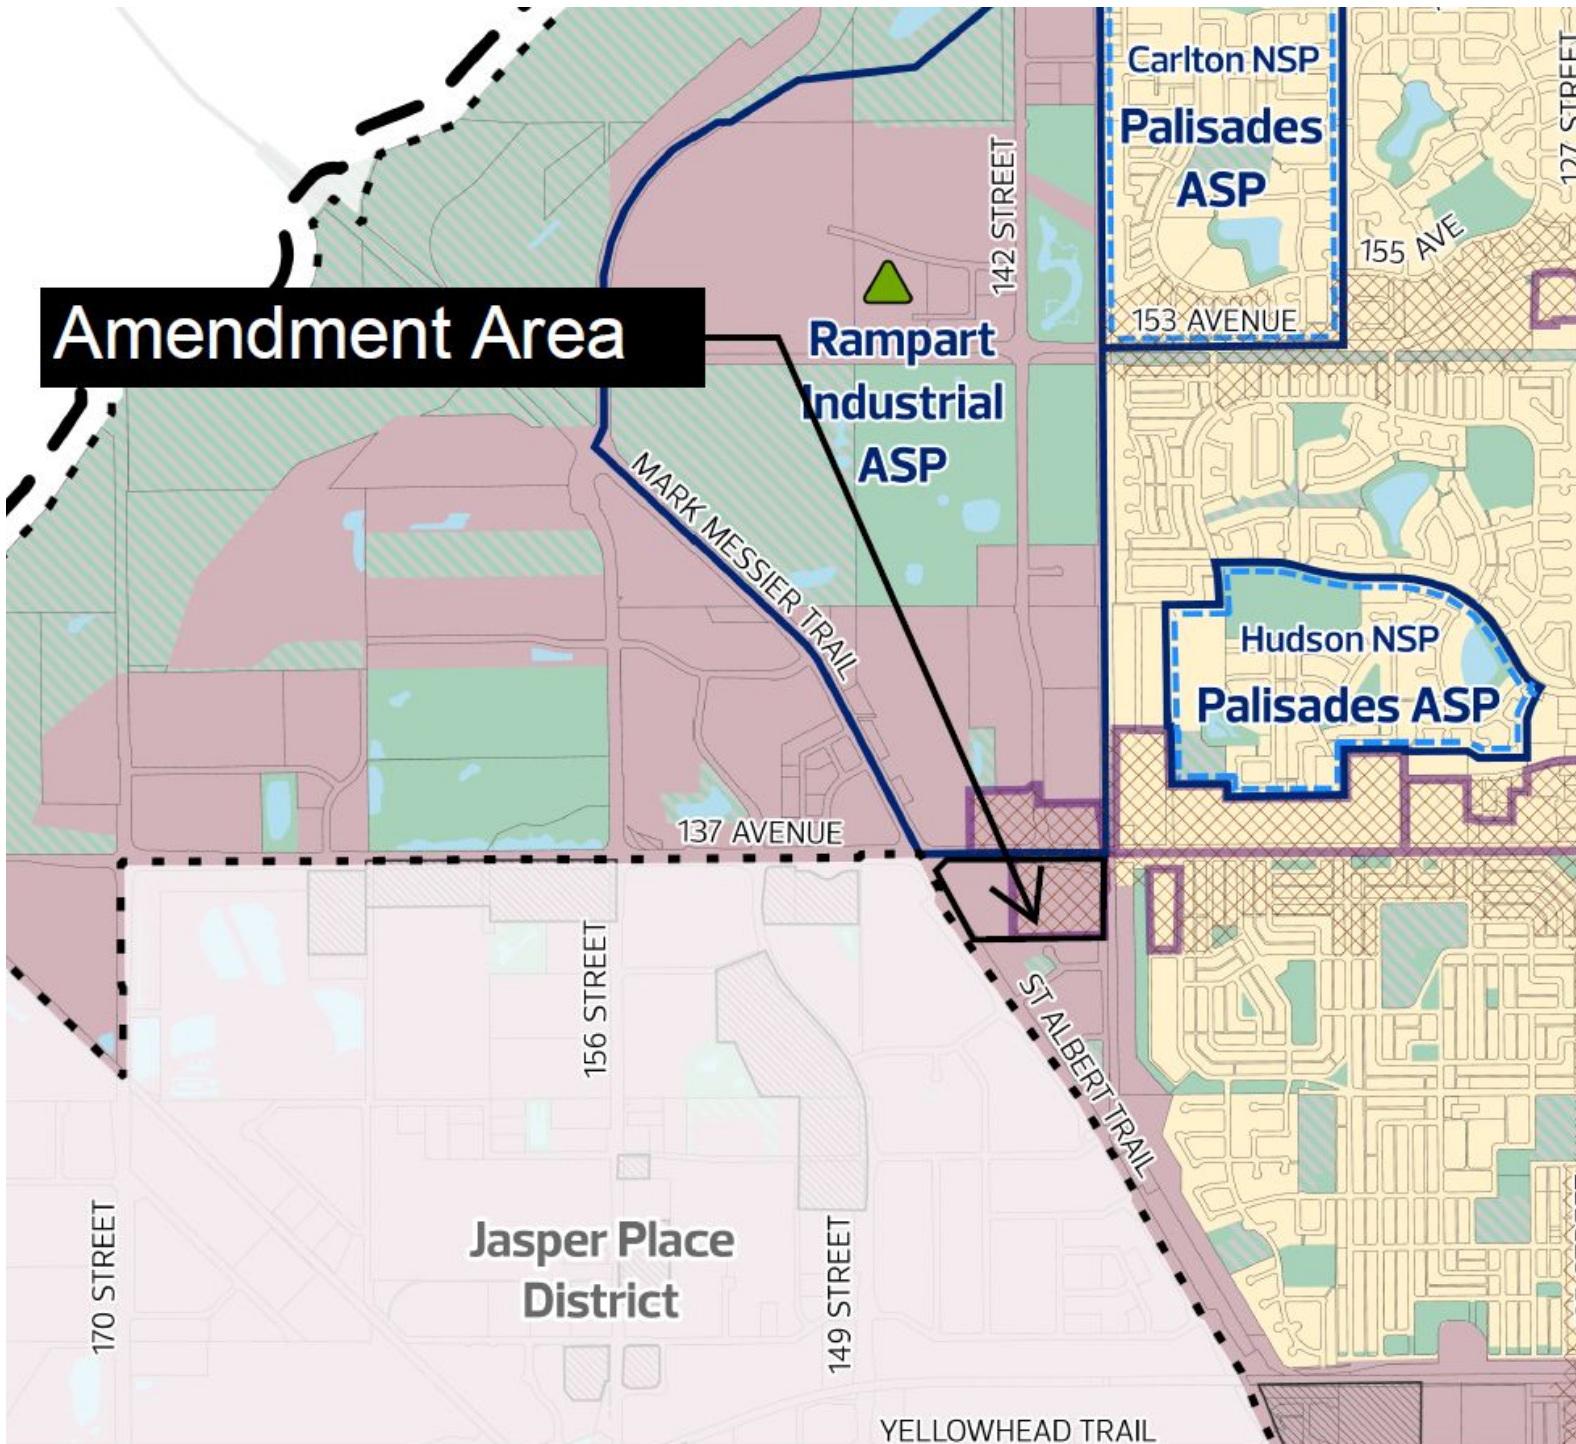 Carlton NSP
Palisades
ASP
127 STREET
142 STREET
155 AVE
153 AVENUE
Amendment Area
Rampart
Industrial
ASP
MARK MESSIER TRAIL
Hudson NSP
Palisades ASP
137 AVENUE
156 STREET
ST ALBERT TRAIL
170 STREET
Jasper Place
District
149 STREET
YELLOWHEAD TRAIL